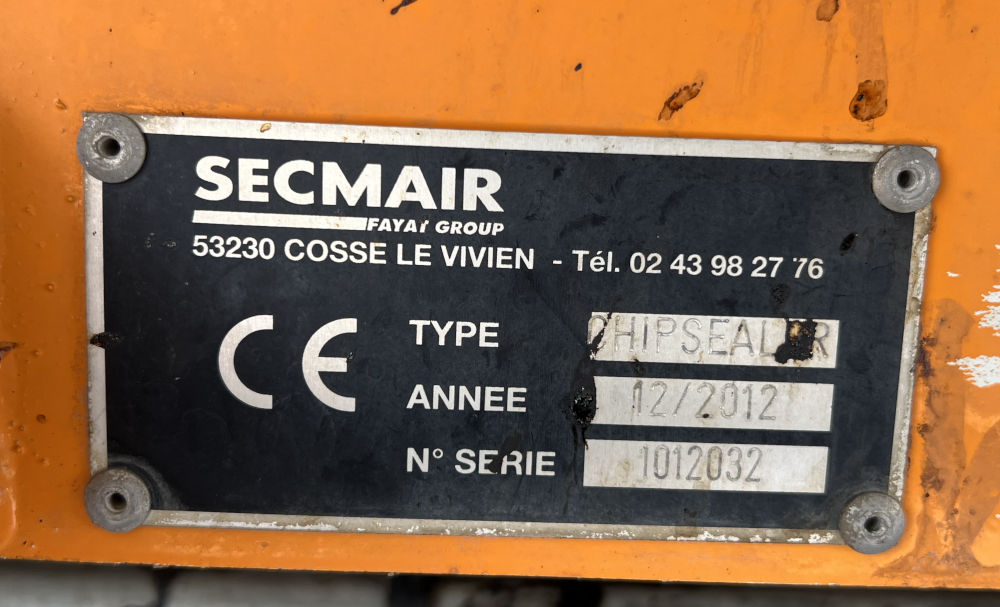 SECMAIR
FAYAT GROUP
53230 COSSE LE VIVIEN - Tél. 02 43 98 27 76
CE
TYPE CHIPSEALER
ANNEE 12/2012
N° SERIE 1012032